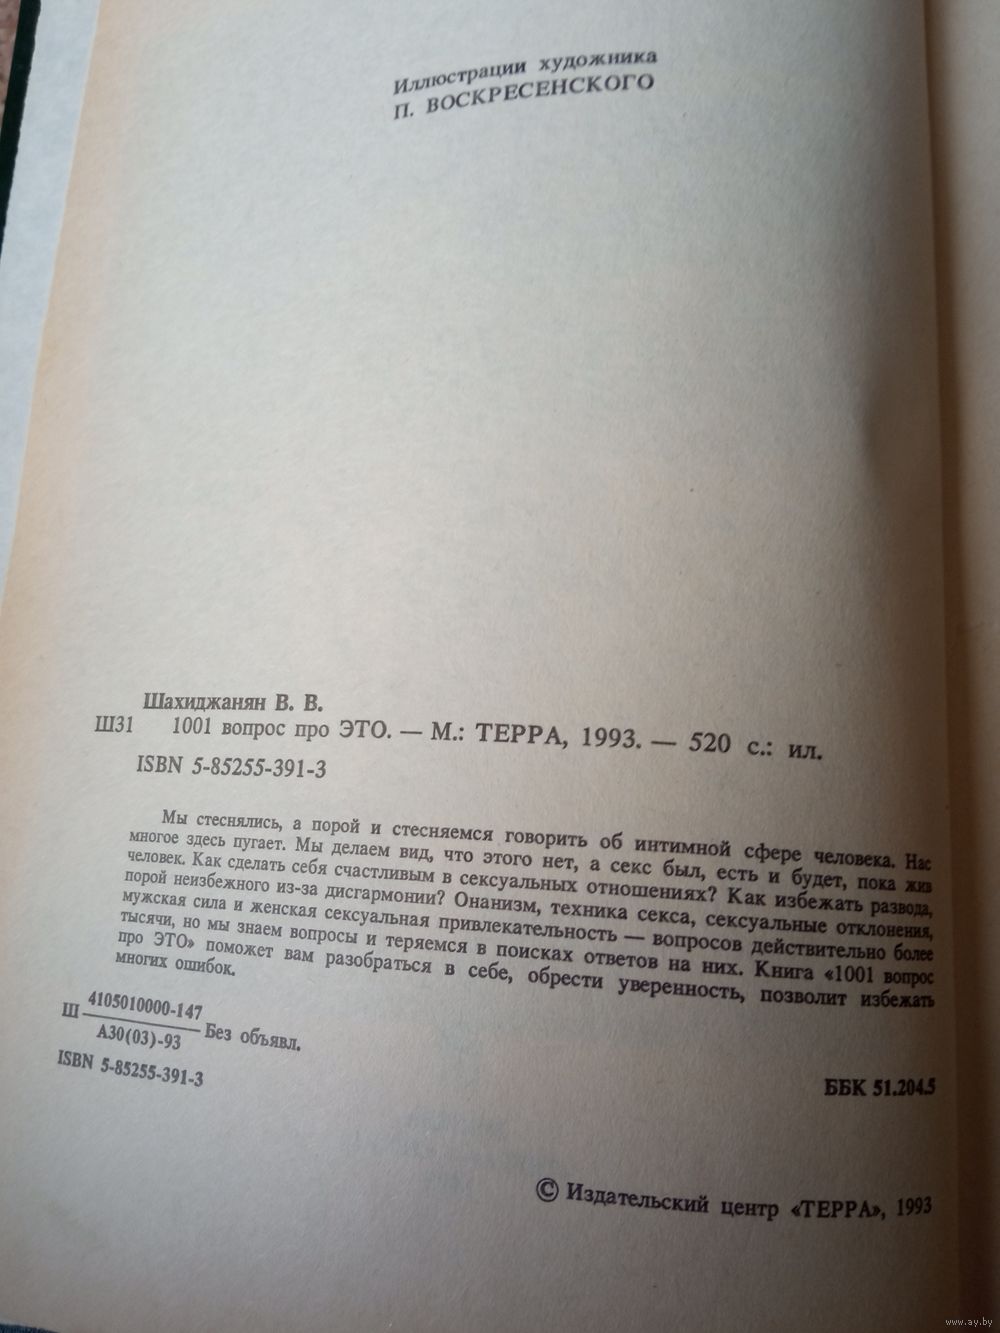 Иллюстрации художника
П. ВОСКРЕСЕНСКОГО
Шахиджанян В. В.
Ш31 1001 вопрос про ЭТО. — М.: ТЕРРА, 1993. — 520 с.: ил.
ISBN 5-85255-391-3
Мы стеснялись, а порой и стесняемся говорить об интимной сфере человека. Нас
многое здесь пугает. Мы делаем вид, что этого нет, а секс был, есть и будет, пока жив
человек. Как сделать себя счастливым в сексуальных отношениях? Как избежать развода,
порой неизбежного из-за дисгармонии? Онанизм, техника секса, сексуальные отклонения,
мужская сила и женская сексуальная привлекательность — вопросов действительно более
тысячи, но мы знаем вопросы и теряемся в поисках ответов на них. Книга «1001 вопрос
про ЭТО» поможет вам разобраться в себе, обрести уверенность, позволит избежать
многих ошибок.
Ш 4105010000-147
А30(03)-93 Без объявл.
ISBN 5-85255-391-3
ББК 51.204.5
© Издательский центр «ТЕРРА», 1993
www.ay.by